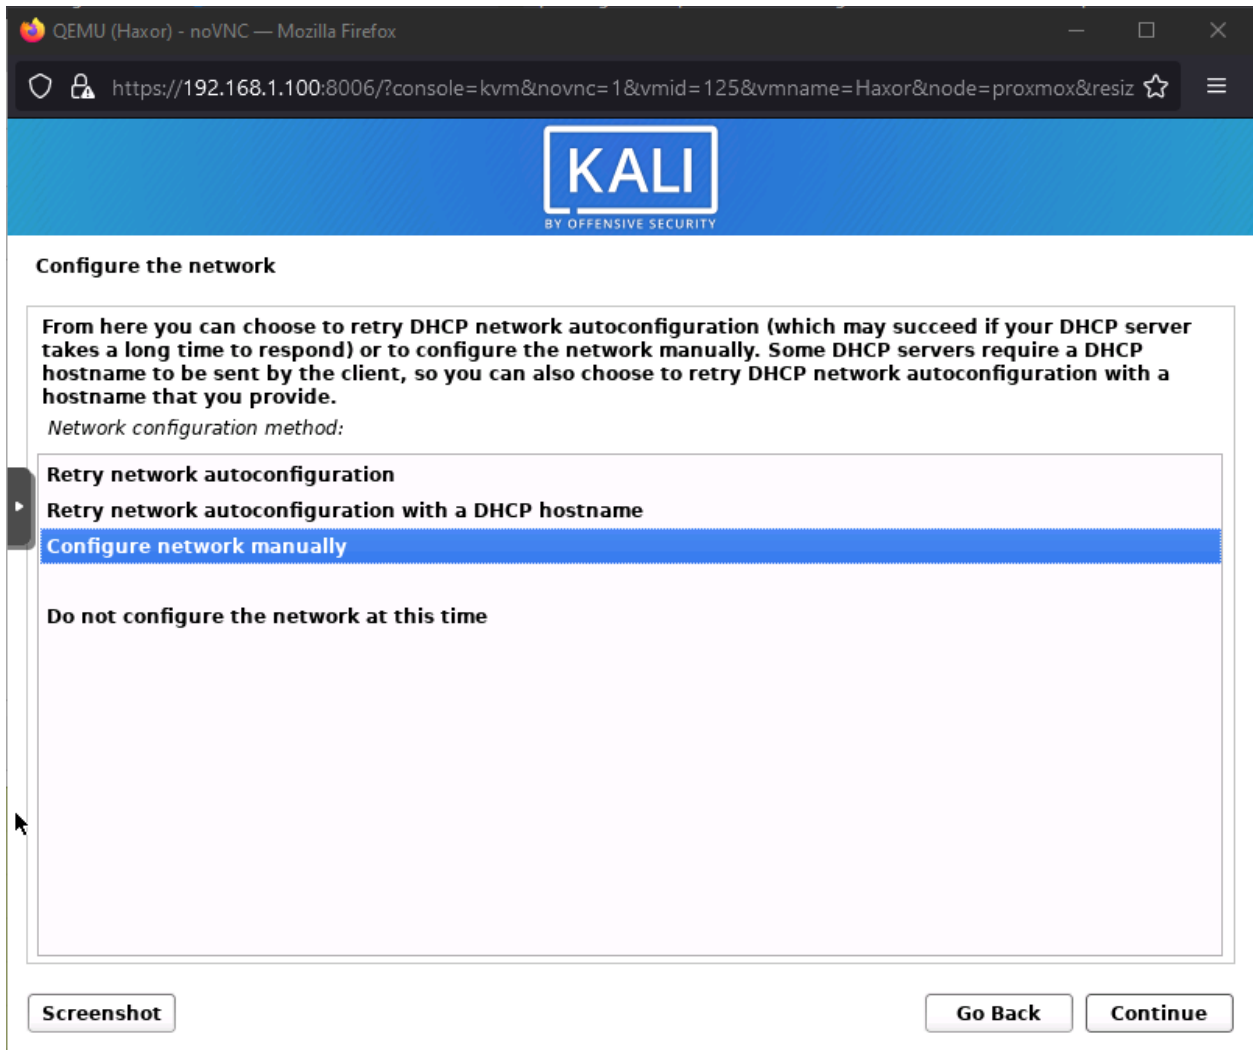 QEMU (Haxor) - noVNC — Mozilla Firefox
https://192.168.1.100:8006/?console=kvm&novnc=1&vmid=125&vmname=Haxor&node=proxmox&resiz
KALI
BY OFFENSIVE SECURITY
Configure the network
From here you can choose to retry DHCP network autoconfiguration (which may succeed if your DHCP server
takes a long time to respond) or to configure the network manually. Some DHCP servers require a DHCP
hostname to be sent by the client, so you can also choose to retry DHCP network autoconfiguration with a
hostname that you provide.
Network configuration method:
Retry network autoconfiguration
Retry network autoconfiguration with a DHCP hostname
Configure network manually
Do not configure the network at this time
Screenshot
Go Back
Continue